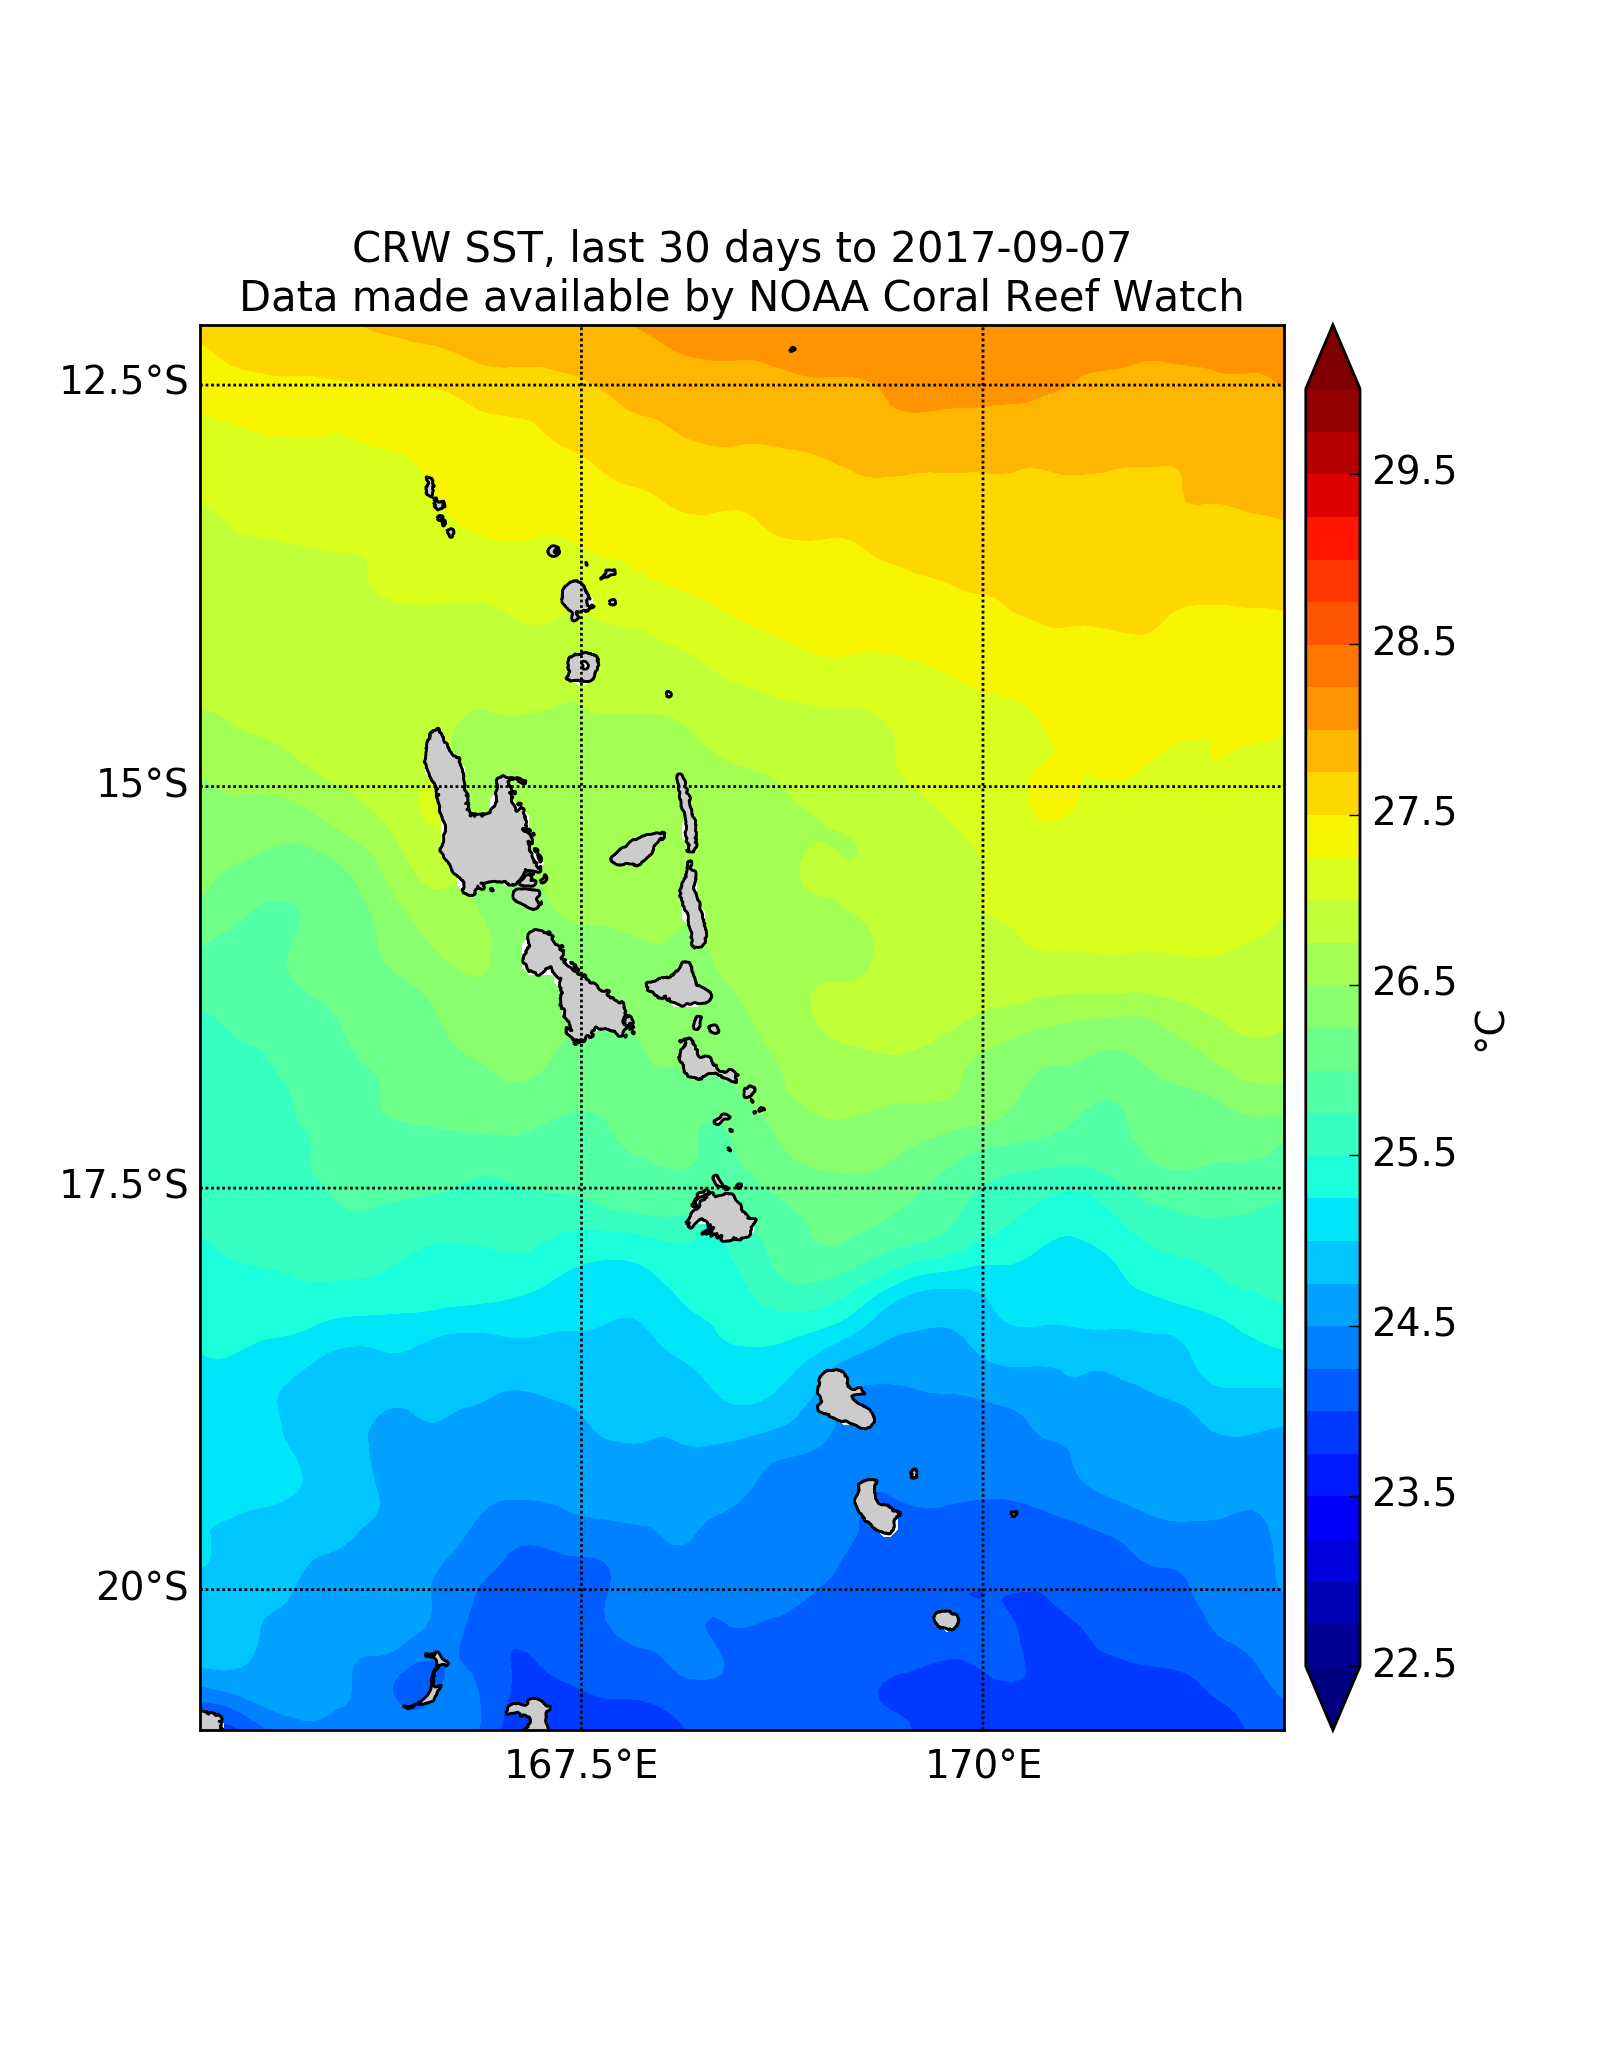 CRW SST, last 30 days to 2017-09-07
Data made available by NOAA Coral Reef Watch
12.5°S
15°S
17.5°S
20°S
167.5°E
170°E
29.5
28.5
27.5
26.5
25.5
24.5
23.5
22.5
°C